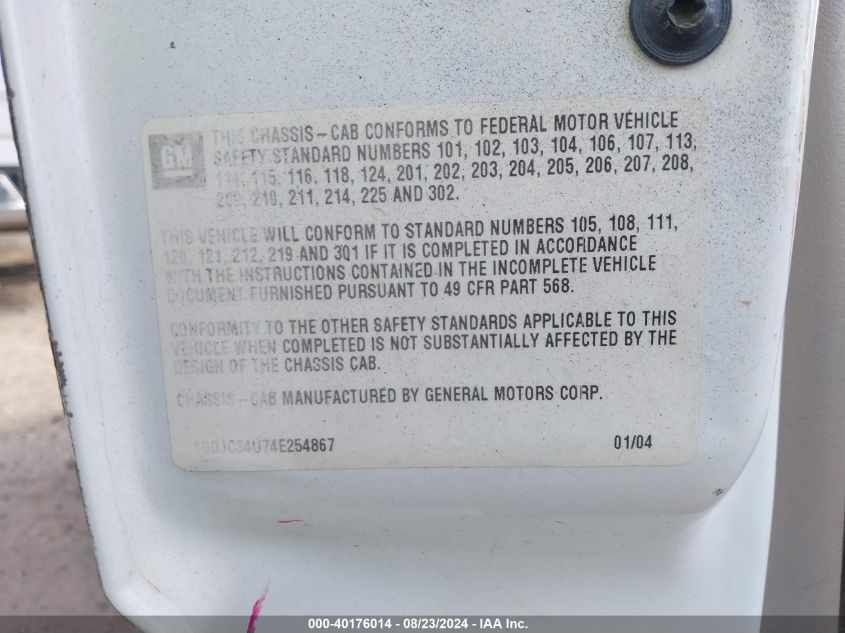 GM
THIS CHASSIS-CAB CONFORMS TO FEDERAL MOTOR VEHICLE
SAFETY STANDARD NUMBERS 101, 102, 103, 104, 106, 107, 113,
114, 115, 116, 118, 124, 201, 202, 203, 204, 205, 206, 207, 208,
209, 210, 211, 214, 225 AND 302.
THIS VEHICLE WILL CONFORM TO STANDARD NUMBERS 105, 108, 111,
120, 121, 212, 219 AND 301 IF IT IS COMPLETED IN ACCORDANCE
WITH THE INSTRUCTIONS CONTAINED IN THE INCOMPLETE VEHICLE
DOCUMENT FURNISHED PURSUANT TO 49 CFR PART 568.
CONFORMITY TO THE OTHER SAFETY STANDARDS APPLICABLE TO THIS
VEHICLE WHEN COMPLETED IS NOT SUBSTANTIALLY AFFECTED BY THE
DESIGN OF THE CHASSIS CAB.
CHASSIS-CAB MANUFACTURED BY GENERAL MOTORS CORP.
1GDJC34U74E254867 01/04
000-40176014 - 08/23/2024 - IAA Inc.